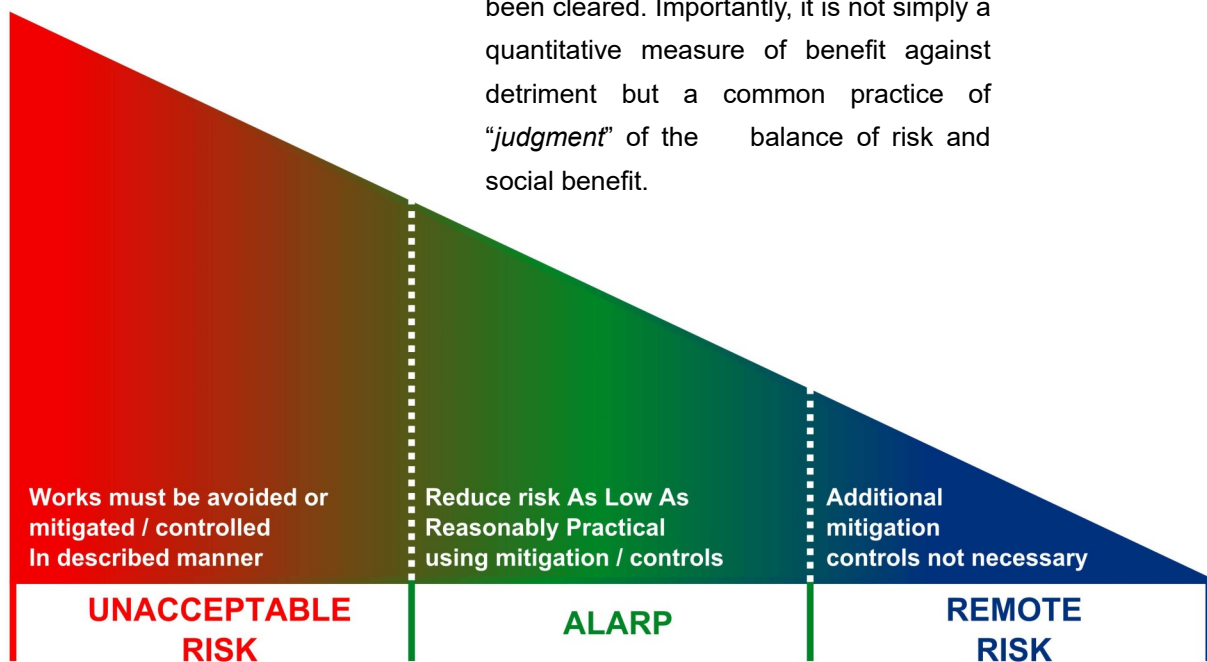 been cleared. Importantly, it is not simply a
quantitative measure of benefit against
detriment but a common practice of
“judgment” of the balance of risk and
social benefit.
Works must be avoided or
mitigated / controlled
In described manner
Reduce risk As Low As
Reasonably Practical
using mitigation / controls
Additional
mitigation
controls not necessary
UNACCEPTABLE
RISK
ALARP
REMOTE
RISK